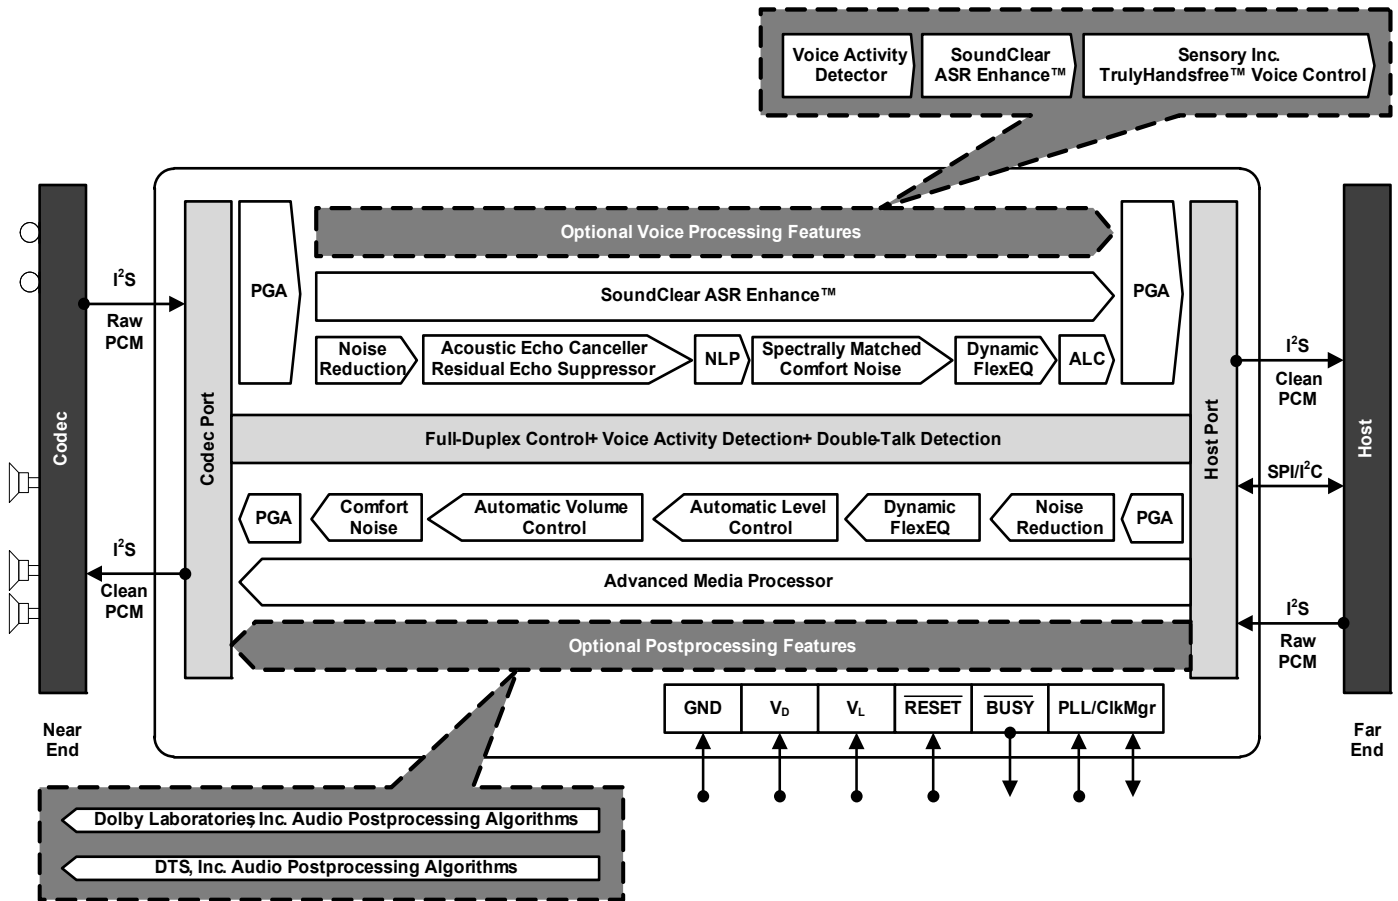 Voice Activity
Detector
SoundClear
ASR Enhance™
Sensory Inc.
TrulyHandsfree™ Voice Control
Optional Voice Processing Features
PGA
SoundClear ASR Enhance™
PGA
Noise
Reduction
Acoustic Echo Canceller
Residual Echo Suppressor
NLP
Spectrally Matched
Comfort Noise
Dynamic
FlexEQ
ALC
I²S
Raw
PCM
I²S
Clean
PCM
Codec
Codec Port
Full-Duplex Control+ Voice Activity Detection+ Double-Talk Detection
Host Port
Host
SPI/I²C
PGA
Comfort
Noise
Automatic Volume
Control
Automatic Level
Control
Dynamic
FlexEQ
Noise
Reduction
PGA
I²S
Clean
PCM
Advanced Media Processor
I²S
Raw
PCM
Optional Postprocessing Features
GND
V_D
V_L
RESET
BUSY
PLL/ClkMgr
Near
End
Far
End
Dolby Laboratories, Inc. Audio Postprocessing Algorithms
DTS, Inc. Audio Postprocessing Algorithms